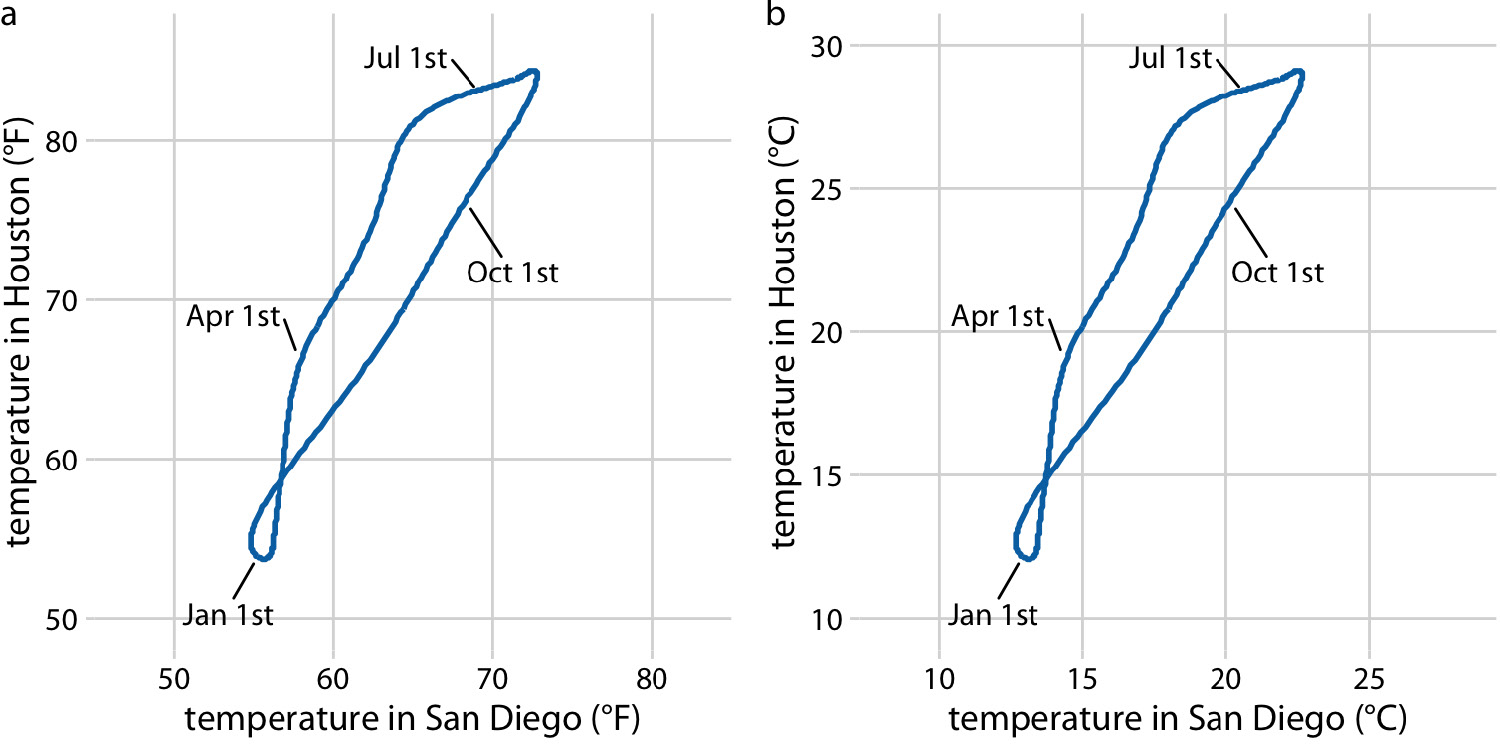 a
temperature in Houston (°F)
80
70
60
50
Jul 1st
Oct 1st
Apr 1st
Jan 1st
50 60 70 80
temperature in San Diego (°F)
b
temperature in Houston (°C)
30
25
20
15
10
Jul 1st
Oct 1st
Apr 1st
Jan 1st
10 15 20 25
temperature in San Diego (°C)